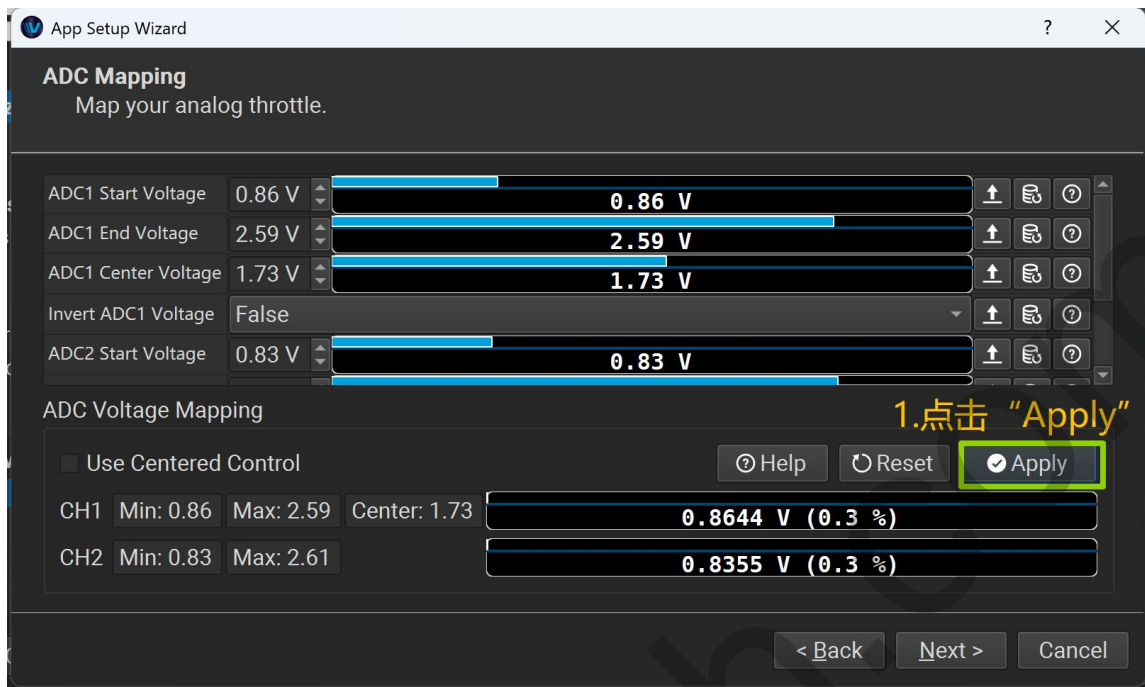 App Setup Wizard
ADC Mapping
Map your analog throttle.
ADC1 Start Voltage 0.86 V 0.86 V
ADC1 End Voltage 2.59 V 2.59 V
ADC1 Center Voltage 1.73 V 1.73 V
Invert ADC1 Voltage False
ADC2 Start Voltage 0.83 V 0.83 V
ADC Voltage Mapping
1.点击“Apply”
Use Centered Control Help Reset Apply
CH1 Min: 0.86 Max: 2.59 Center: 1.73 0.8644 V (0.3 %)
CH2 Min: 0.83 Max: 2.61 0.8355 V (0.3 %)
< Back Next > Cancel